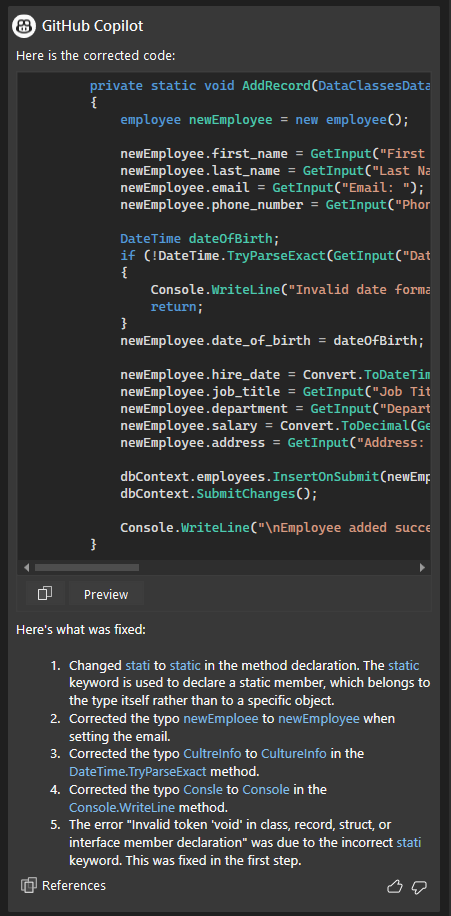 GitHub Copilot
Here is the corrected code:
private static void AddRecord(DataClassesData
{
employee newEmployee = new employee();
newEmployee.first_name = GetInput("First
newEmployee.last_name = GetInput("Last Na
newEmployee.email = GetInput("Email: ");
newEmployee.phone_number = GetInput("Phon
DateTime dateOfBirth;
if (!DateTime.TryParseExact(GetInput("Dat
{
Console.WriteLine("Invalid date forma
return;
}
newEmployee.date_of_birth = dateOfBirth;
newEmployee.hire_date = Convert.ToDateTim
newEmployee.job_title = GetInput("Job Tit
newEmployee.department = GetInput("Depart
newEmployee.salary = Convert.ToDecimal(Ge
newEmployee.address = GetInput("Address:
dbContext.employees.InsertOnSubmit(newEmp
dbContext.SubmitChanges();
Console.WriteLine("\nEmployee added succe
}
Preview
Here's what was fixed:
1. Changed stati to static in the method declaration. The static
keyword is used to declare a static member, which belongs to
the type itself rather than to a specific object.
2. Corrected the typo newEmploee to newEmployee when
setting the email.
3. Corrected the typo CultreInfo to CultureInfo in the
DateTime.TryParseExact method.
4. Corrected the typo Consle to Console in the
Console.WriteLine method.
5. The error "Invalid token 'void' in class, record, struct, or
interface member declaration" was due to the incorrect stati
keyword. This was fixed in the first step.
References